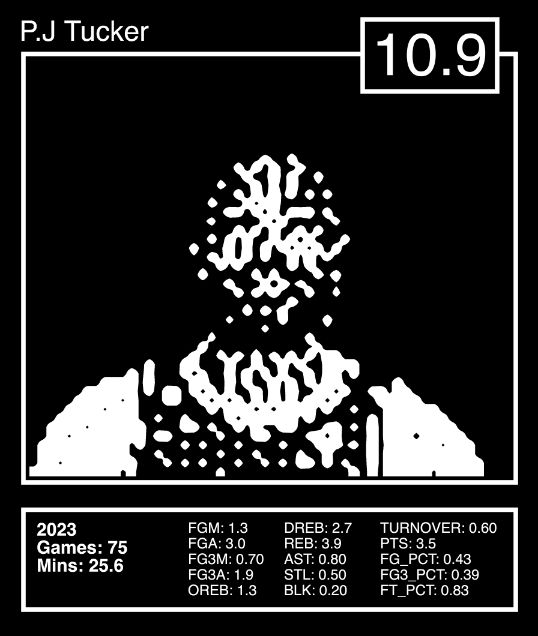 P.J Tucker
10.9
2023
Games: 75
Mins: 25.6
FGM: 1.3
FGA: 3.0
FG3M: 0.70
FG3A: 1.9
OREB: 1.3
DREB: 2.7
REB: 3.9
AST: 0.80
STL: 0.50
BLK: 0.20
TURNOVER: 0.60
PTS: 3.5
FG_PCT: 0.43
FG3_PCT: 0.39
FT_PCT: 0.83